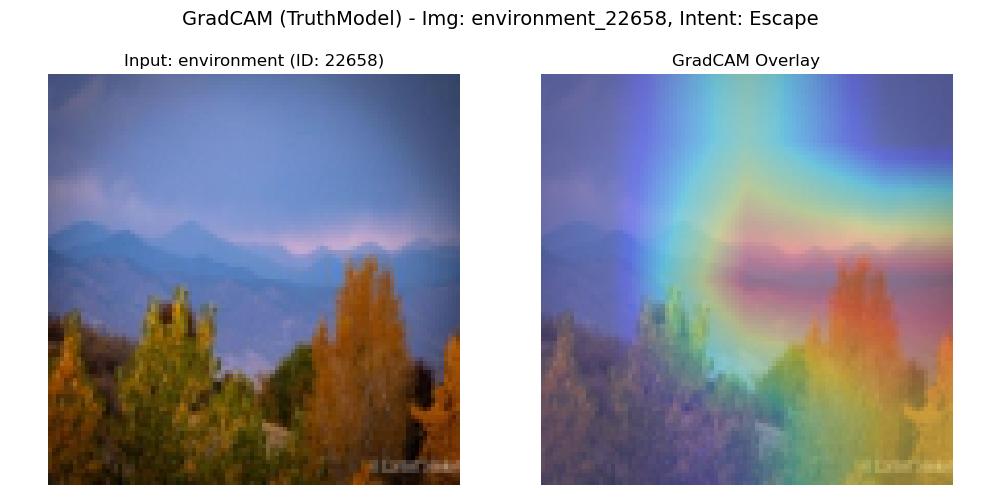 GradCAM (TruthModel) - Img: environment_22658, Intent: Escape
Input: environment (ID: 22658)
GradCAM Overlay